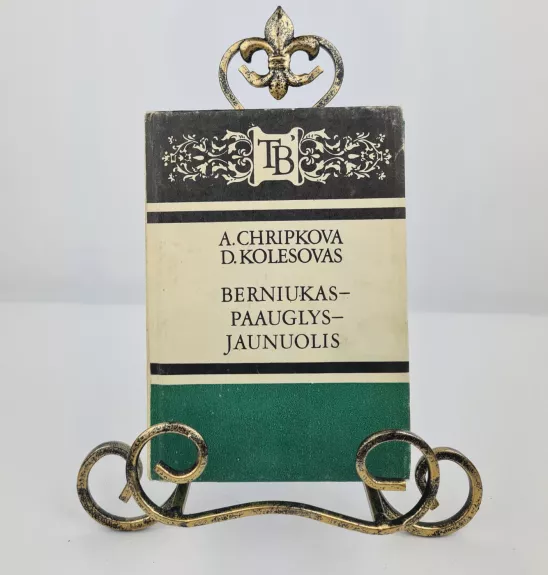 TB
A.CHRIPKOVA
D.KOLESOVAS
BERNIUKAS–
PAAUGLYS–
JAUNUOLIS